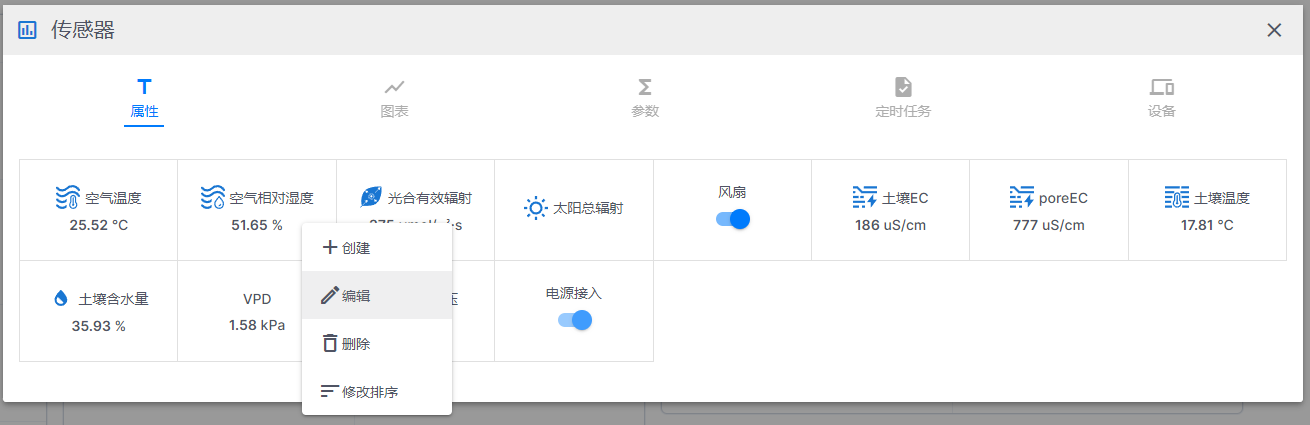 传感器
属性
图表
参数
定时任务
设备
空气温度
25.52 °C
空气相对湿度
51.65 %
光合有效辐射
太阳总辐射
风扇
土壤EC
186 uS/cm
poreEC
777 uS/cm
土壤温度
17.81 °C
创建
编辑
删除
修改排序
土壤含水量
35.93 %
VPD
1.58 kPa
压
电源接入